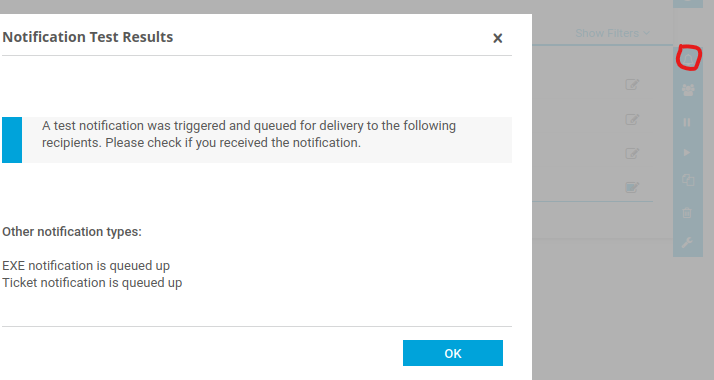 Notification Test Results
Show Filters
A test notification was triggered and queued for delivery to the following
recipients. Please check if you received the notification.
Other notification types:
EXE notification is queued up
Ticket notification is queued up
OK